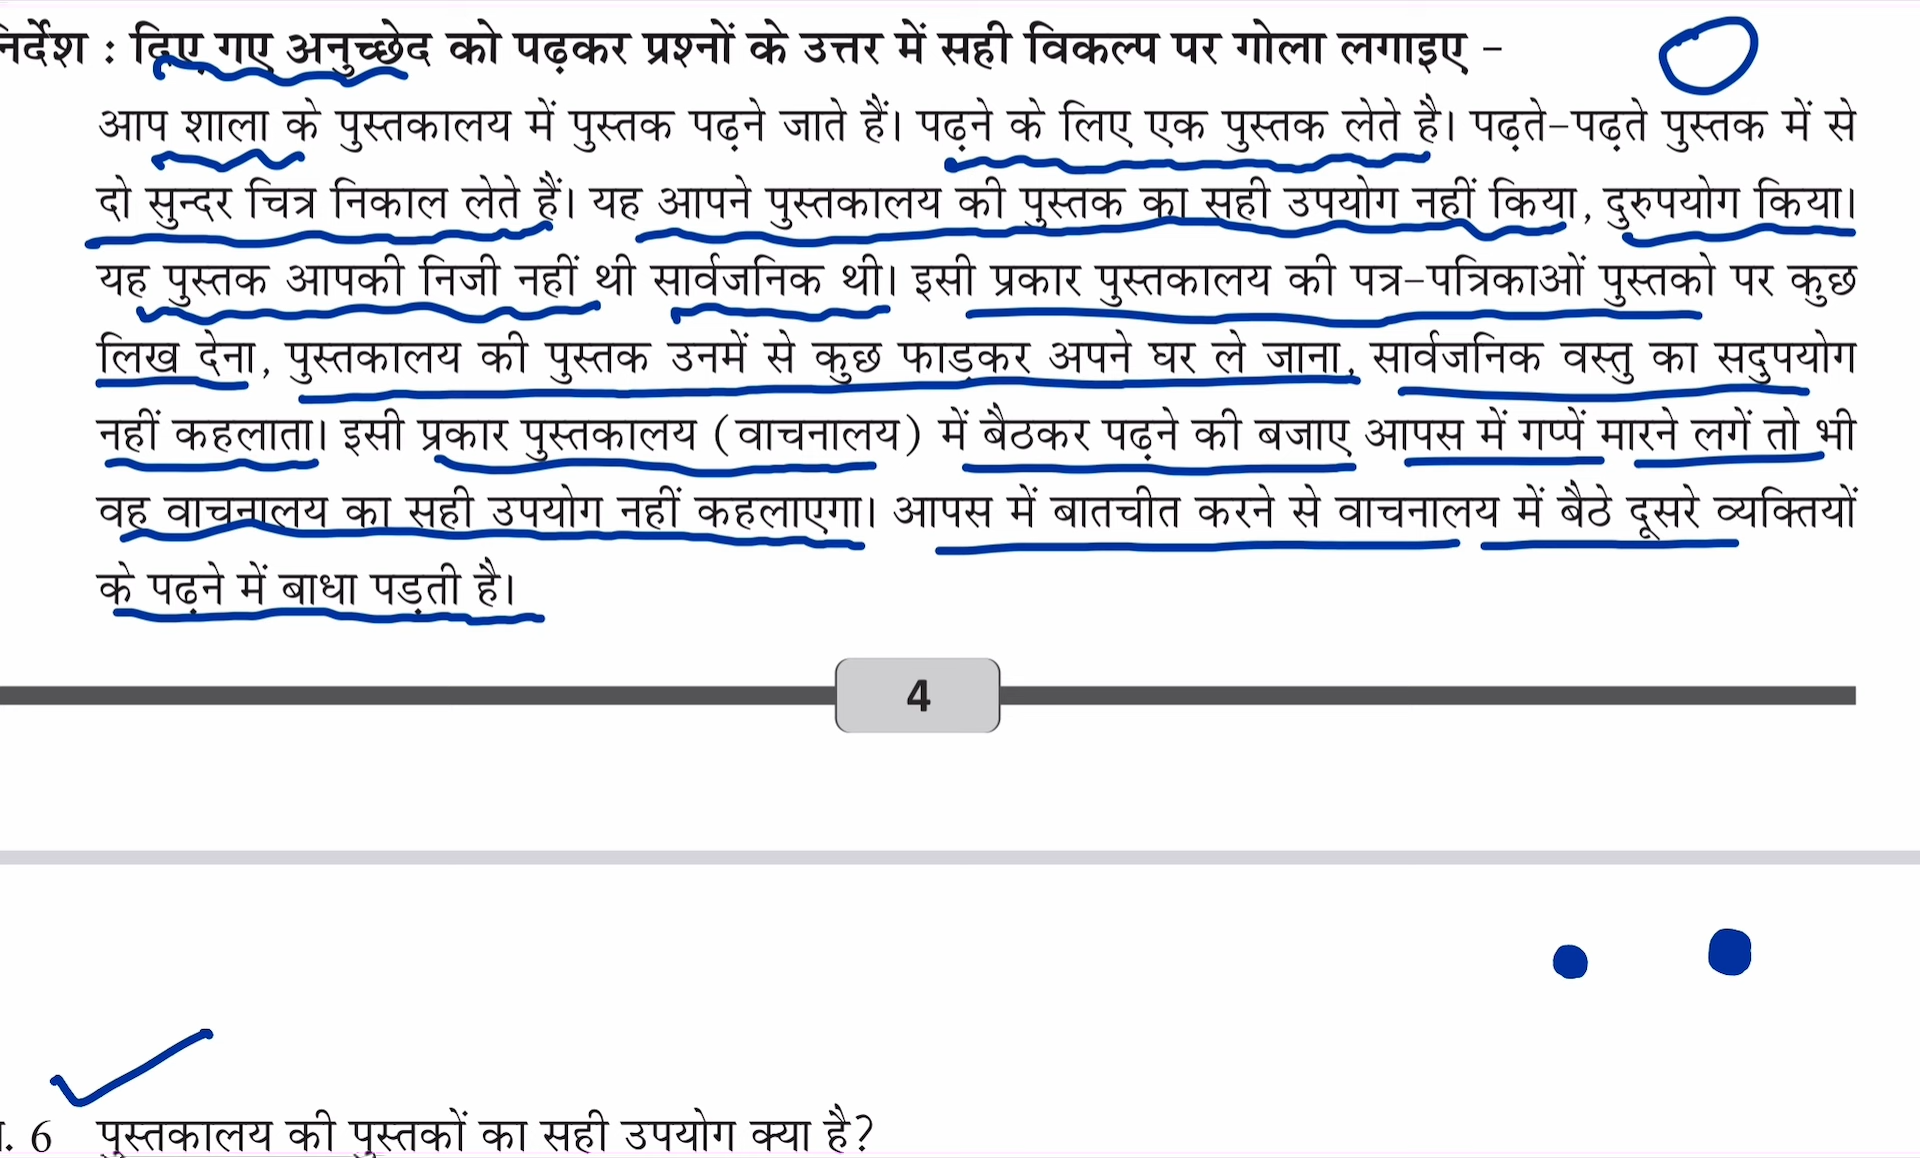 निर्देश : दिए गए अनुच्छेद को पढ़कर प्रश्नों के उत्तर में सही विकल्प पर गोला लगाइए –
आप शाला के पुस्तकालय में पुस्तक पढ़ने जाते हैं। पढ़ने के लिए एक पुस्तक लेते है। पढ़ते-पढ़ते पुस्तक में से
दो सुन्दर चित्र निकाल लेते हैं। यह आपने पुस्तकालय की पुस्तक का सही उपयोग नहीं किया, दुरुपयोग किया।
यह पुस्तक आपकी निजी नहीं थी सार्वजनिक थी। इसी प्रकार पुस्तकालय की पत्र-पत्रिकाओं पुस्तको पर कुछ
लिख देना, पुस्तकालय की पुस्तक उनमें से कुछ फाड़कर अपने घर ले जाना, सार्वजनिक वस्तु का सदुपयोग
नहीं कहलाता। इसी प्रकार पुस्तकालय (वाचनालय) में बैठकर पढ़ने की बजाए आपस में गप्पें मारने लगें तो भी
वह वाचनालय का सही उपयोग नहीं कहलाएगा। आपस में बातचीत करने से वाचनालय में बैठे दूसरे व्यक्तियों
के पढ़ने में बाधा पड़ती है।
4
. 6 पुस्तकालय की पुस्तकों का सही उपयोग क्या है?